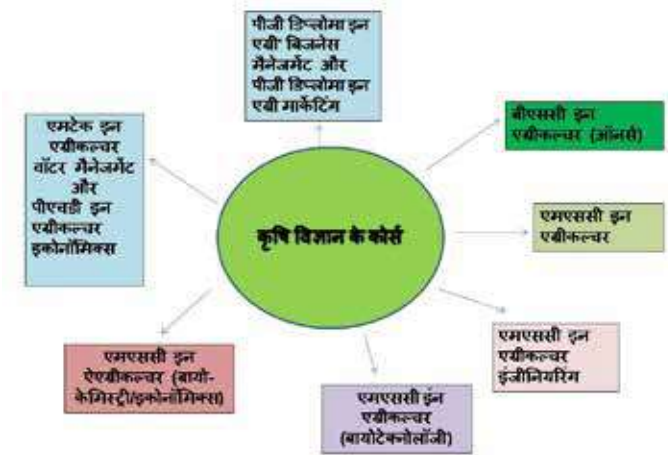 पीजी डिप्लोमा इन
एग्री बिजनेस
मैनेजमेंट और
पीजी डिप्लोमा इन
एग्री मार्केटिंग
बीएससी इन
एग्रीकल्चर (ऑनर्स)
एमटेक इन
एग्रीकल्चर
वॉटर मैनेजमेंट
और
पीएचडी इन
एग्रीकल्चर
इकोनॉमिक्स
कृषि विज्ञान के कोर्स
एमएससी इन
एग्रीकल्चर
एमएससी इन
एग्रीकल्चर
इंजीनियरिंग
एमएससी इन
ऐएग्रीकल्चर (बायो-
केमिस्ट्री/इकोनॉमिक्स)
एमएससी इंन
एग्रीकल्चर
(बायोटेक्नोलॉजी)